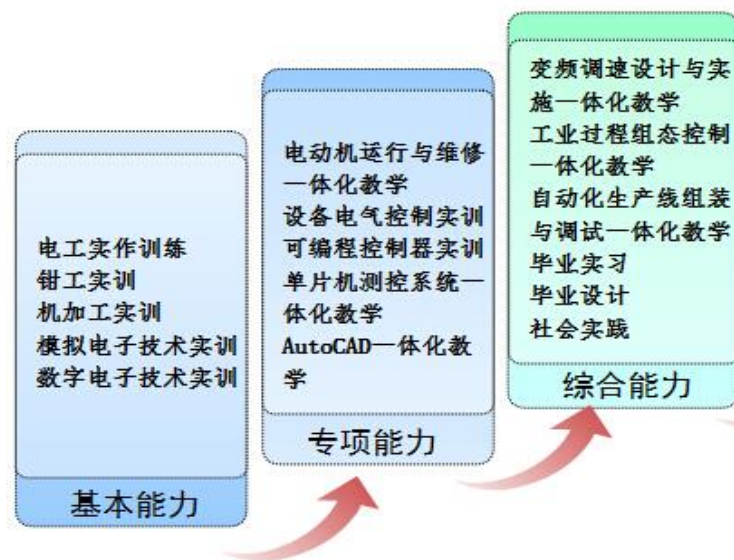 电工实作训练
钳工实训
机加工实训
模拟电子技术实训
数字电子技术实训
基本能力
电动机运行与维修
一体化教学
设备电气控制实训
可编程控制器实训
单片机测控系统一
体化教学
AutoCAD一体化教
学
专项能力
变频调速设计与实
施一体化教学
工业过程组态控制
一体化教学
自动化生产线组装
与调试一体化教学
毕业实习
毕业设计
社会实践
综合能力